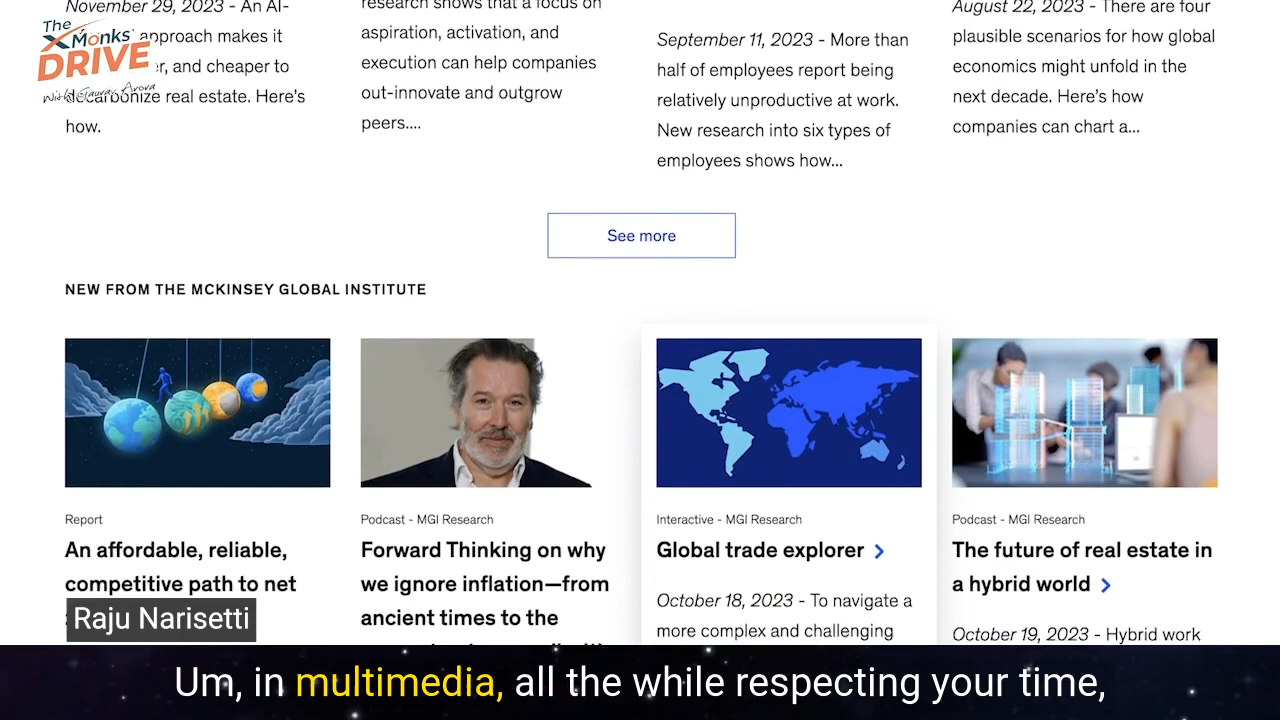 The
X Monks
DRIVE
With Gaurav Arora
November 29, 2023 - An AI-
approach makes it
r, and cheaper to
decarbonize real estate. Here's
how.
research shows that a focus on
aspiration, activation, and
execution can help companies
out-innovate and outgrow
peers....
September 11, 2023 - More than
half of employees report being
relatively unproductive at work.
New research into six types of
employees shows how...
August 22, 2023 - There are four
plausible scenarios for how global
economics might unfold in the
next decade. Here's how
companies can chart a...
See more
NEW FROM THE MCKINSEY GLOBAL INSTITUTE
Report
An affordable, reliable,
competitive path to net
Podcast - MGI Research
Forward Thinking on why
we ignore inflation—from
ancient times to the
Interactive - MGI Research
Global trade explorer
October 18, 2023 - To navigate a
more complex and challenging
Podcast - MGI Research
The future of real estate in
a hybrid world
October 19, 2023 - Hybrid work
Raju Narisetti
Um, in multimedia, all the while respecting your time,